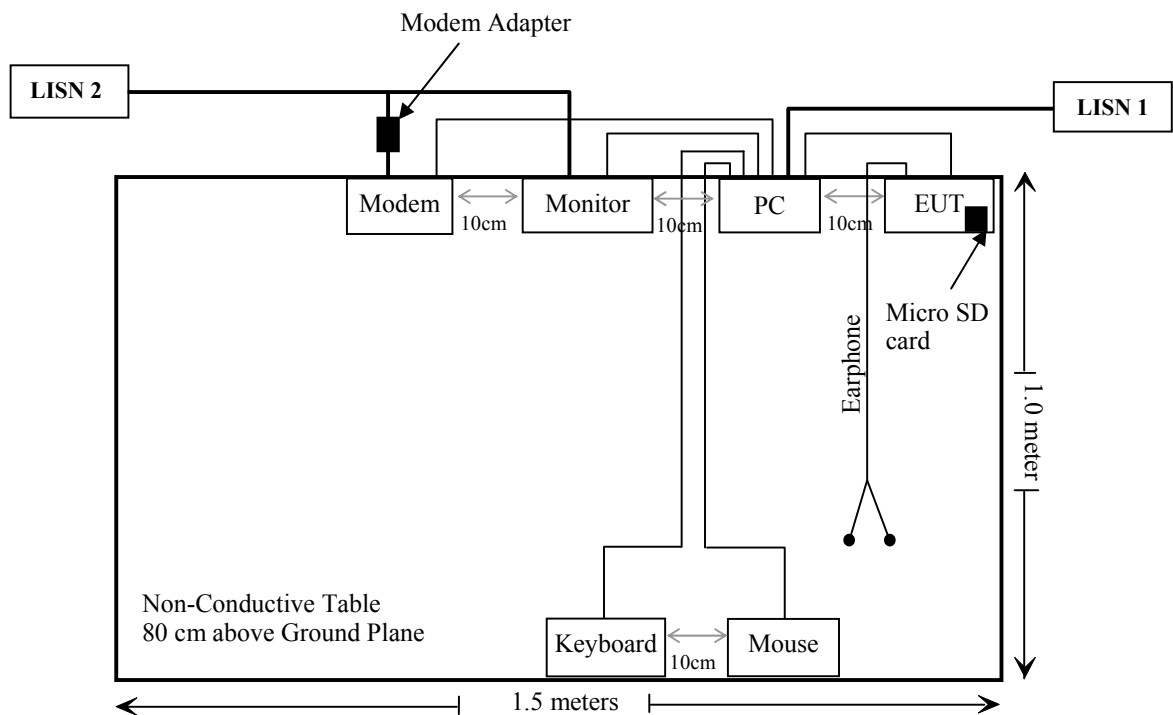 Modem Adapter
LISN 2
LISN 1
Modem
Monitor
PC
EUT
10cm
10cm
10cm
Micro SD
card
Earphone
1.0 meter
Non-Conductive Table
80 cm above Ground Plane
Keyboard
Mouse
10cm
1.5 meters